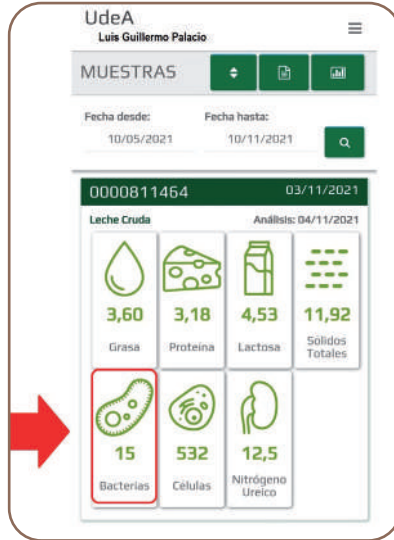 UdeA
Luis Guillermo Palacio
MUESTRAS
Fecha desde: Fecha hasta:
10/05/2021 10/11/2021
0000811464 03/11/2021
Leche Cruda Análisis: 04/11/2021
3,60 3,18 4,53 11,92
Grasa Proteína Lactosa Sólidos
Totales
15 532 12,5
Bacterias Células Nitrógeno
Ureico